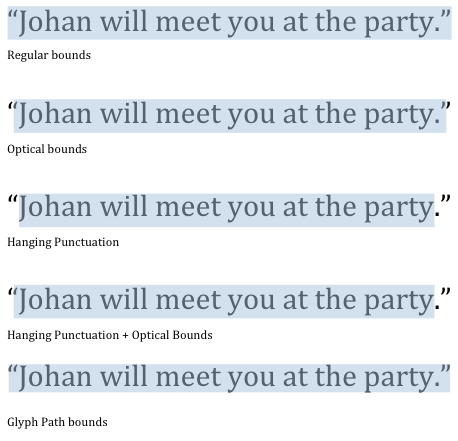 “Johan will meet you at the party.”
Regular bounds
“Johan will meet you at the party.”
Optical bounds
“Johan will meet you at the party.”
Hanging Punctuation
“Johan will meet you at the party.”
Hanging Punctuation + Optical Bounds
“Johan will meet you at the party.”
Glyph Path bounds